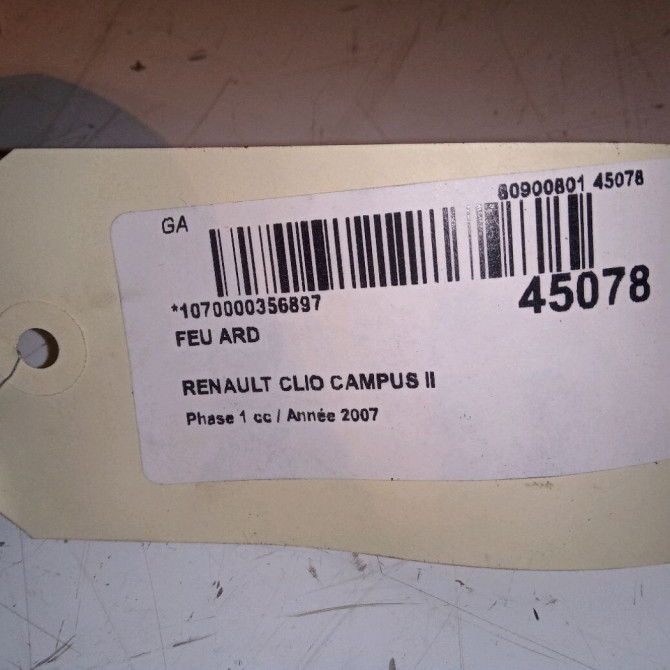 60900801 45078
GA
*1070000356897
45078
FEU ARD
RENAULT CLIO CAMPUS II
Phase 1 cc / Année 2007